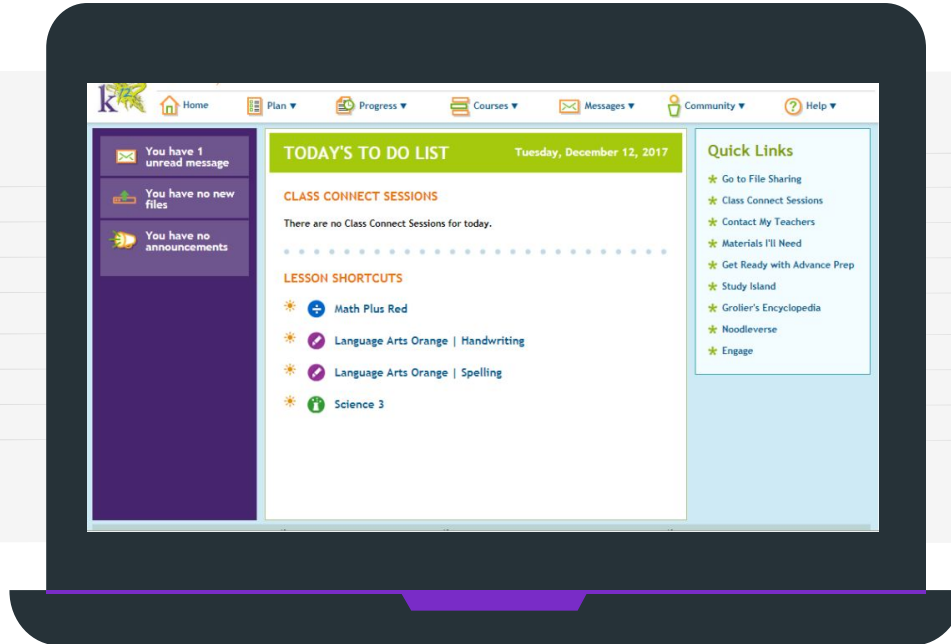 k12
Home
Plan ▼
Progress ▼
Courses ▼
Messages ▼
Community ▼
Help ▼
You have 1
unread message
You have no new
files
You have no
announcements
TODAY'S TO DO LIST
Tuesday, December 12, 2017
CLASS CONNECT SESSIONS
There are no Class Connect Sessions for today.
LESSON SHORTCUTS
Math Plus Red
Language Arts Orange | Handwriting
Language Arts Orange | Spelling
Science 3
Quick Links
Go to File Sharing
Class Connect Sessions
Contact My Teachers
Materials I'll Need
Get Ready with Advance Prep
Study Island
Grolier's Encyclopedia
Noodleverse
Engage